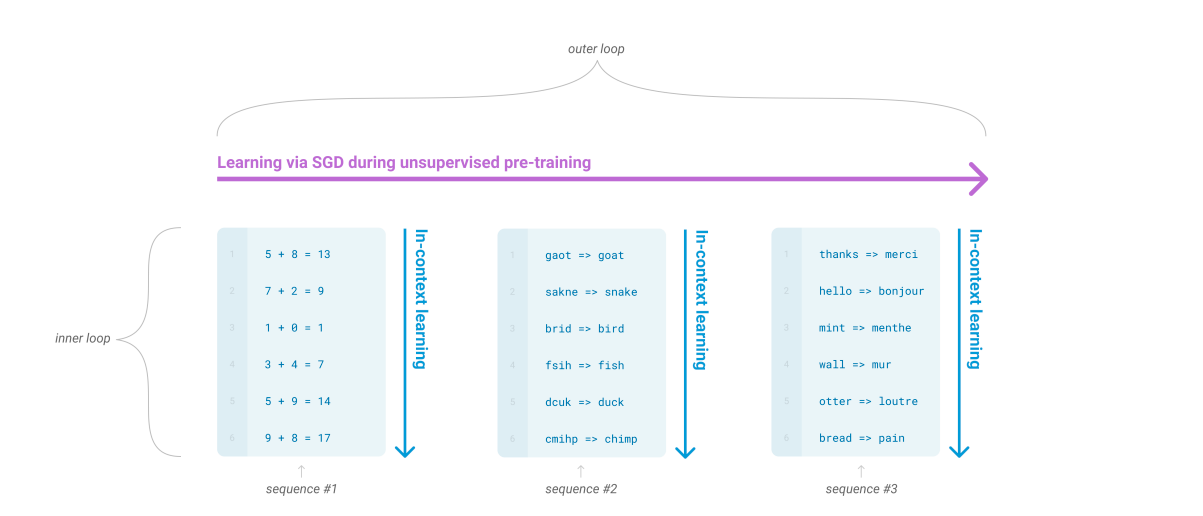 outer loop
Learning via SGD during unsupervised pre-training
inner loop
1 5 + 8 = 13
2 7 + 2 = 9
3 1 + 0 = 1
4 3 + 4 = 7
5 5 + 9 = 14
6 9 + 8 = 17
In-context learning
sequence #1
1 gaot => goat
2 sakne => snake
3 brid => bird
4 fsih => fish
5 dcuk => duck
6 cmihp => chimp
In-context learning
sequence #2
1 thanks => merci
2 hello => bonjour
3 mint => menthe
4 wall => mur
5 otter => loutre
6 bread => pain
In-context learning
sequence #3